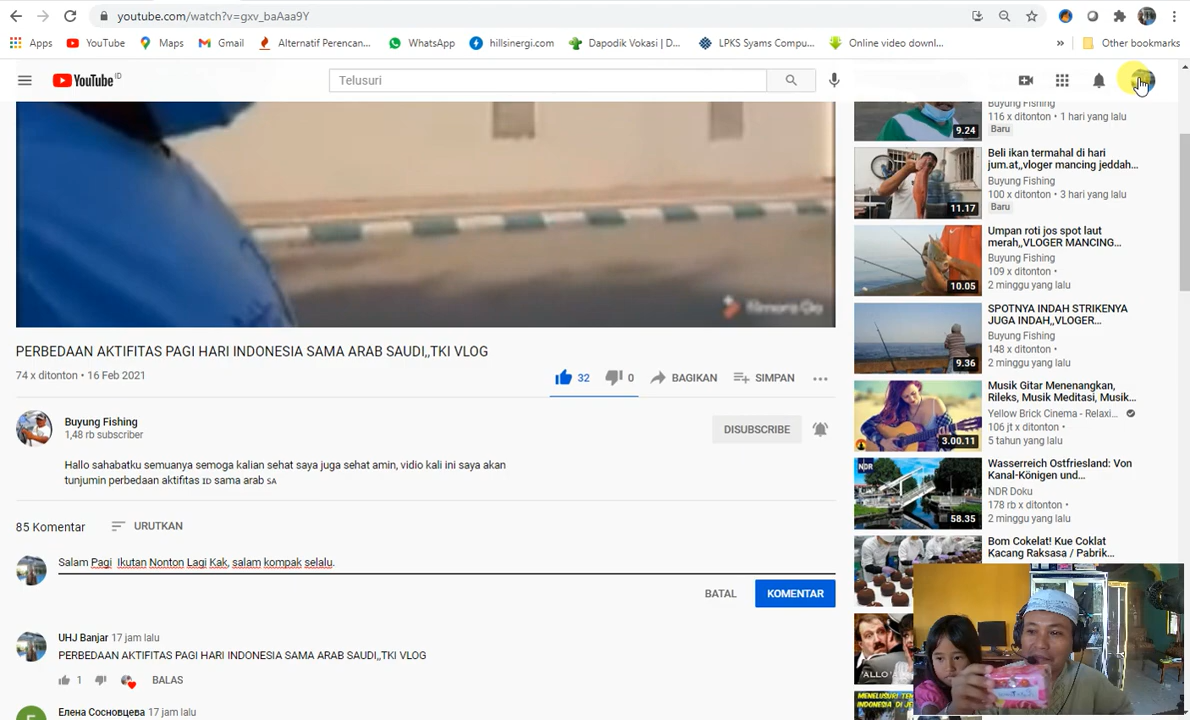 youtube.com/watch?v=gxv_baAaa9Y
Apps YouTube Maps Gmail Alternatif Perencan... WhatsApp hillsinergi.com Dapodik Vokasi | D... LPKS Syams Compu... Online video downl... » Other bookmarks
YouTube ID
Telusuri
Buyung Fishing
116 x ditonton • 1 hari yang lalu
Baru
9.24
Beli ikan termahal di hari
jum.at,,vloger mancing jeddah...
Buyung Fishing
100 x ditonton • 3 hari yang lalu
Baru
11.17
Umpan roti jos spot laut
merah,,VLOGER MANCING...
Buyung Fishing
109 x ditonton •
2 minggu yang lalu
10.05
SPOTNYA INDAH STRIKENYA
JUGA INDAH,,VLOGER...
Buyung Fishing
148 x ditonton •
2 minggu yang lalu
9.36
Musik Gitar Menenangkan,
Rileks, Musik Meditasi, Musik...
Yellow Brick Cinema - Relaxi...
106 jt x ditonton •
5 tahun yang lalu
3.00.11
Wasserreich Ostfriesland: Von
Kanal-Königen und...
NDR Doku
178 rb x ditonton •
2 minggu yang lalu
NDR
58.35
Bom Cokelat! Kue Coklat
Kacang Raksasa / Pabrik...
filmora Go
PERBEDAAN AKTIFITAS PAGI HARI INDONESIA SAMA ARAB SAUDI,,TKI VLOG
74 x ditonton • 16 Feb 2021
32 0 BAGIKAN SIMPAN
Buyung Fishing
1,48 rb subscriber
DISUBSCRIBE
Hallo sahabatku semuanya semoga kalian sehat saya juga sehat amin, vidio kali ini saya akan
tunjumin perbedaan aktifitas ID sama arab SA
85 Komentar URUTKAN
Salam Pagi Ikutan Nonton Lagi Kak, salam kompak selalu.
BATAL KOMENTAR
UHJ Banjar 17 jam lalu
PERBEDAAN AKTIFITAS PAGI HARI INDONESIA SAMA ARAB SAUDI,,TKI VLOG
1 BALAS
Елена Сосновцева 17 jam lalu